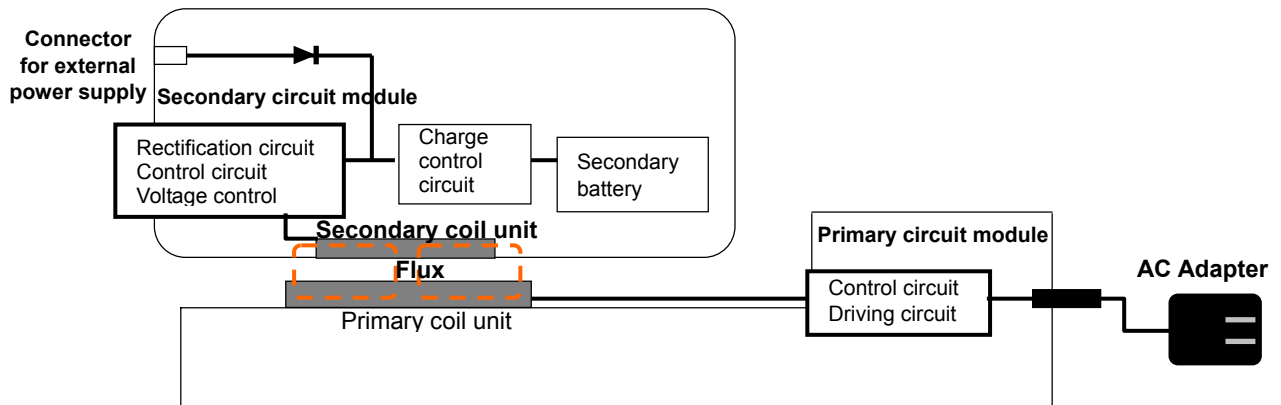 Connector
for external
power supply
Secondary circuit module
Rectification circuit
Control circuit
Voltage control
Charge
control
circuit
Secondary
battery
Secondary coil unit
Flux
Primary coil unit
Primary circuit module
Control circuit
Driving circuit
AC Adapter